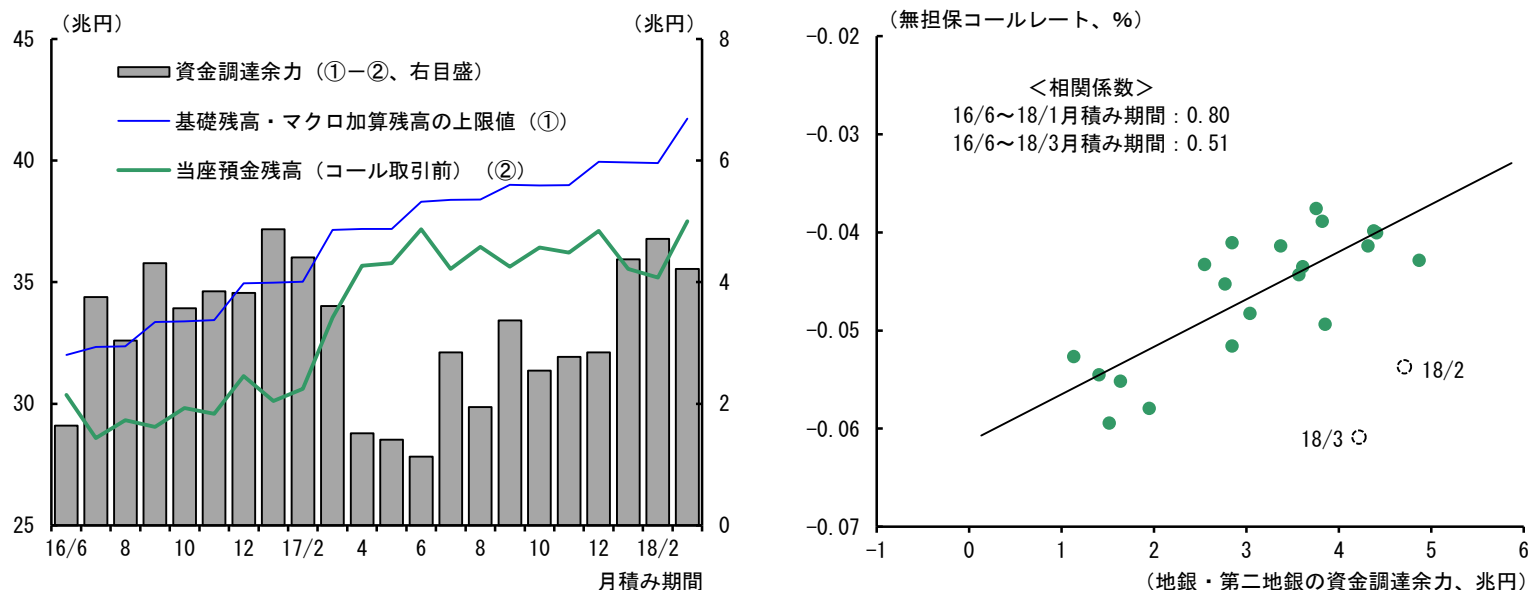 （兆円）
（兆円）
45
40
35
30
25
8
6
4
2
0
資金調達余力（①－②、右目盛）
基礎残高・マクロ加算残高の上限値（①）
当座預金残高（コール取引前）（②）
16/6 8 10 12 17/2 4 6 8 10 12 18/2
月積み期間
（無担保コールレート、％）
-0.02
-0.03
-0.04
-0.05
-0.06
-0.07
＜相関係数＞
16/6～18/1月積み期間：0.80
16/6～18/3月積み期間：0.51
18/2
18/3
-1 0 1 2 3 4 5 6
（地銀・第二地銀の資金調達余力、兆円）